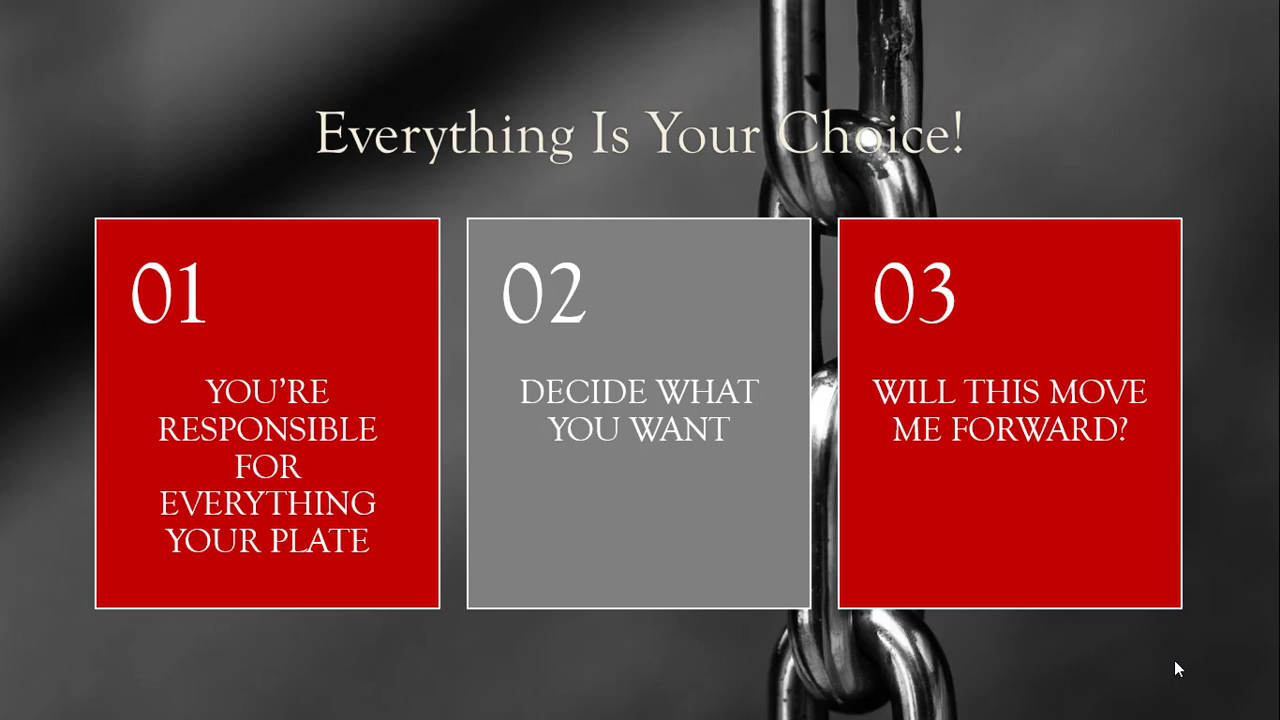 Everything Is Your Choice!
01
YOU’RE
RESPONSIBLE
FOR
EVERYTHING
YOUR PLATE
02
DECIDE WHAT
YOU WANT
03
WILL THIS MOVE
ME FORWARD?